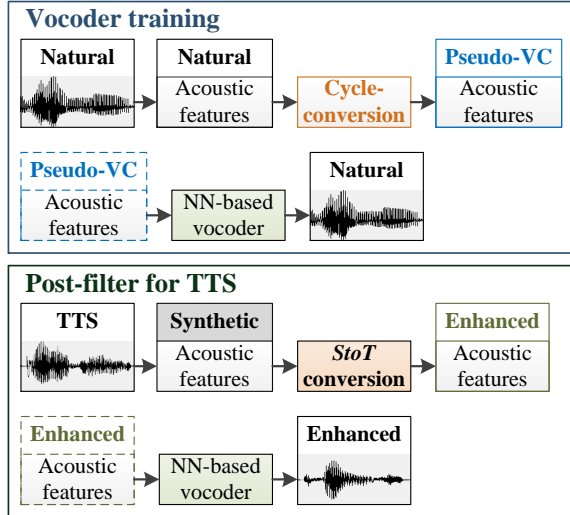 Vocoder training
Natural
Natural
Acoustic
features
Cycle-
conversion
Pseudo-VC
Acoustic
features
Pseudo-VC
Acoustic
features
NN-based
vocoder
Natural
Post-filter for TTS
TTS
Synthetic
Acoustic
features
StoT
conversion
Enhanced
Acoustic
features
Enhanced
Acoustic
features
NN-based
vocoder
Enhanced